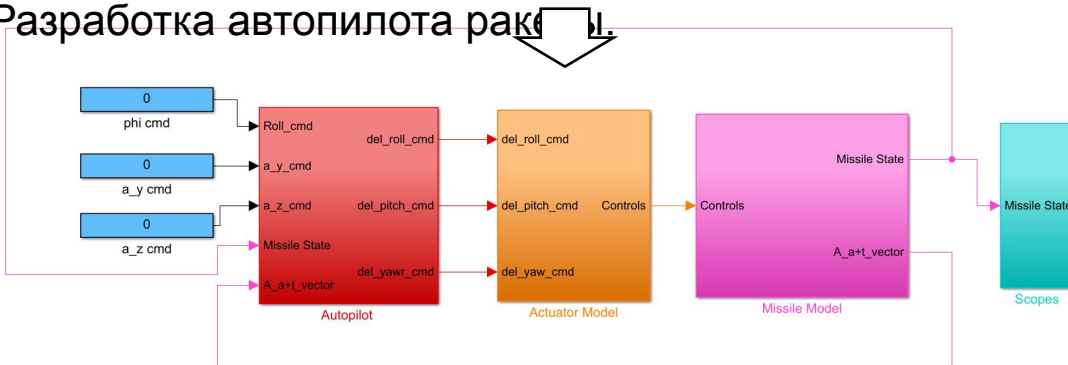 Разработка автопилота
0
phi cmd
0
a_y cmd
0
a_z cmd
Roll_cmd
a_y_cmd
a_z_cmd
Missile State
A_a+t_vector
del_roll_cmd
del_pitch_cmd
del_yawr_cmd
Autopilot
del_roll_cmd
del_pitch_cmd
del_yaw_cmd
Controls
Actuator Model
Controls
Missile State
A_a+t_vector
Missile Model
Missile State
Scopes